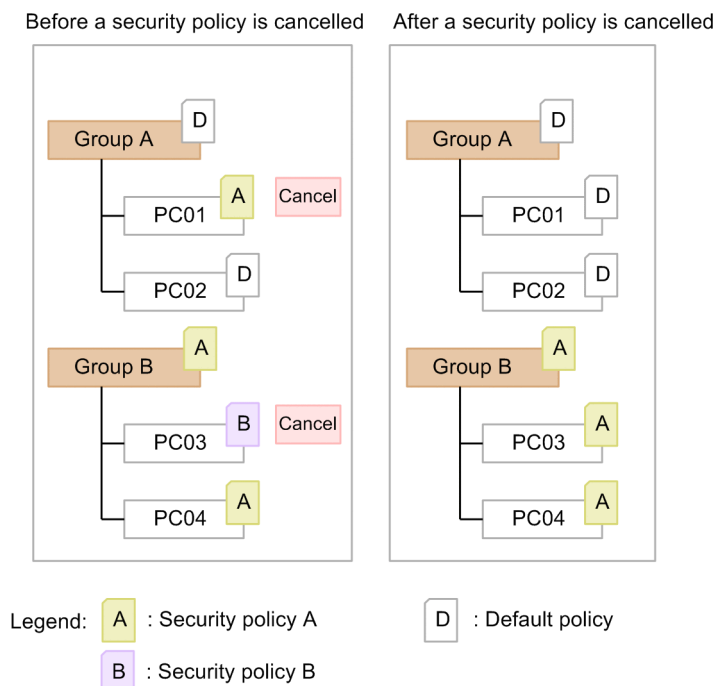 Before a security policy is cancelled
After a security policy is cancelled
D
Group A
A
Cancel
PC01
D
PC02
A
Group B
B
Cancel
PC03
A
PC04
D
Group A
D
PC01
D
PC02
A
Group B
A
PC03
A
PC04
Legend:
A : Security policy A
D : Default policy
B : Security policy B